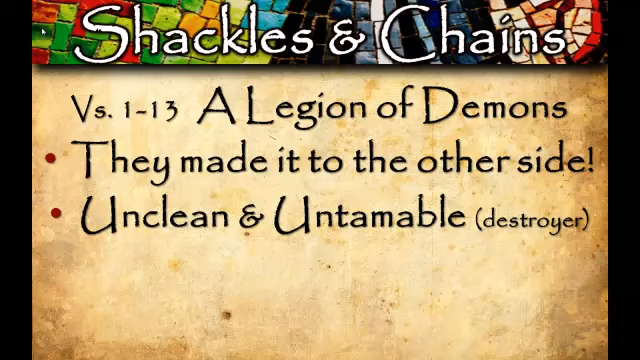 Shackles & Chains
Vs. 1-13 A Legion of Demons
• They made it to the other side!
• Unclean & Untamable (destroyer)